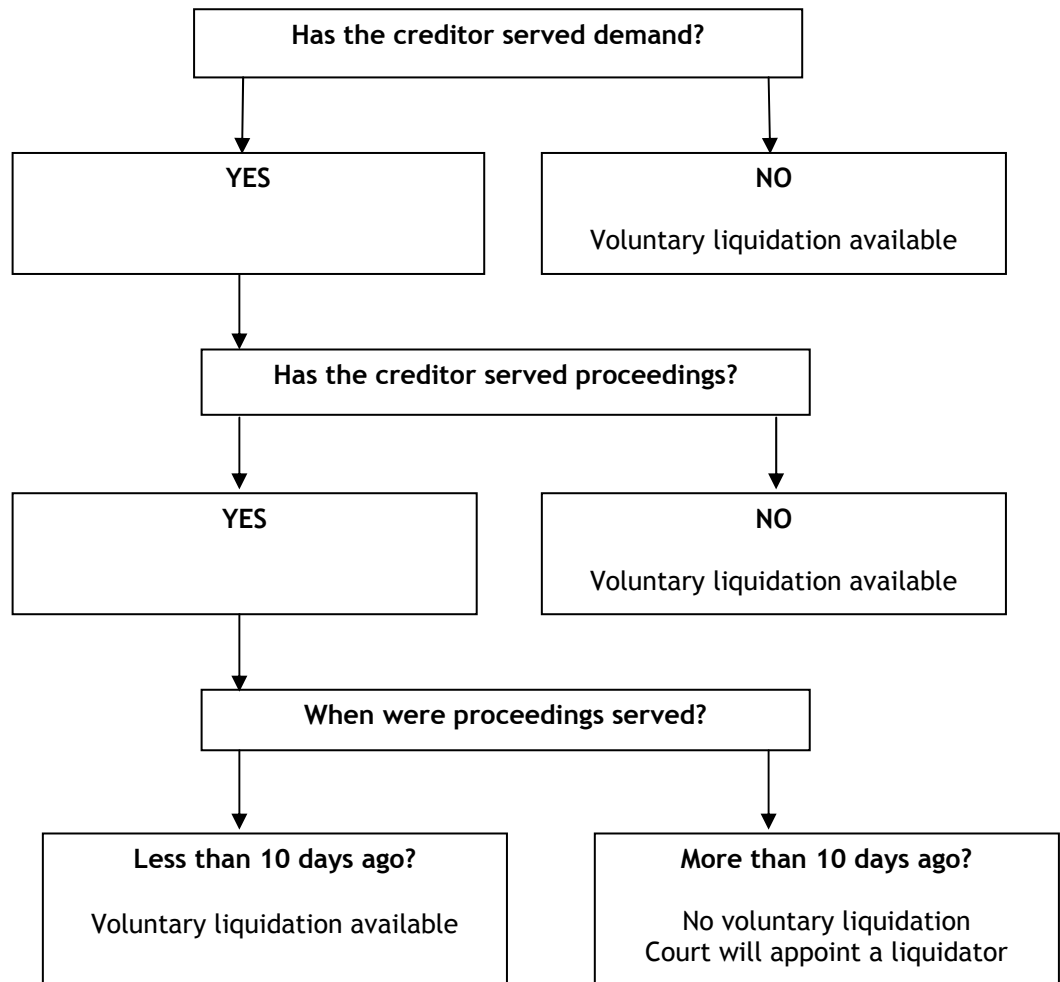 Has the creditor served demand?
YES
NO
Voluntary liquidation available
Has the creditor served proceedings?
YES
NO
Voluntary liquidation available
When were proceedings served?
Less than 10 days ago?
Voluntary liquidation available
More than 10 days ago?
No voluntary liquidation
Court will appoint a liquidator